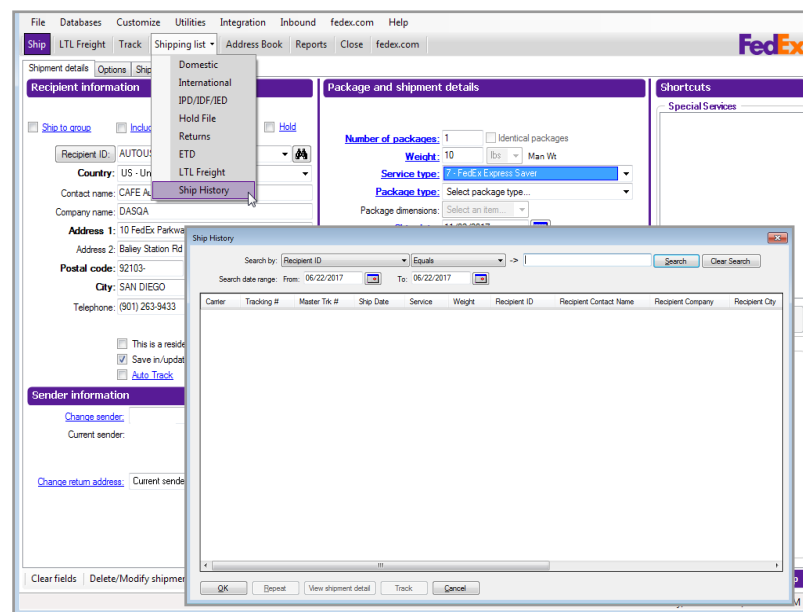 File Databases Customize Utilities Integration Inbound fedex.com Help
Ship LTL Freight Track Shipping list Address Book Reports Close fedex.com
FedEx
Shipment details Options Ship
Domestic
International
IPD/IDF/IED
Hold File
Returns
ETD
LTL Freight
Ship History
Recipient information
Ship to group Hold
Recipient ID:
Country: US - Un
Contact name: CAFE
Company name: DASQA
Address 1: 10 FedEx Parkwa
Address 2: Bailey Station Rd
Postal code: 92103-
City: SAN DIEGO
Telephone: (901) 263-9433
This is a reside
Save in/updat
Auto Track
Sender information
Change sender:
Current sender:
Change return address: Current sende
Package and shipment details
Number of packages: 1 Identical packages
Weight: 10 lbs Man Wt
Service type: 7 - FedEx Express Saver
Package type: Select package type...
Package dimensions: Select an item...
Shortcuts
Special Services
Ship History
Search by: Recipient ID Equals -> Search Clear Search
Search date range: From: 06/22/2017 To: 06/22/2017
Carrier Tracking # Master Trk # Ship Date Service Weight Recipient ID Recipient Contact Name Recipient Company Recipient City
OK Repeat View shipment detail Track Cancel
Clear fields Delete/Modify shipmer